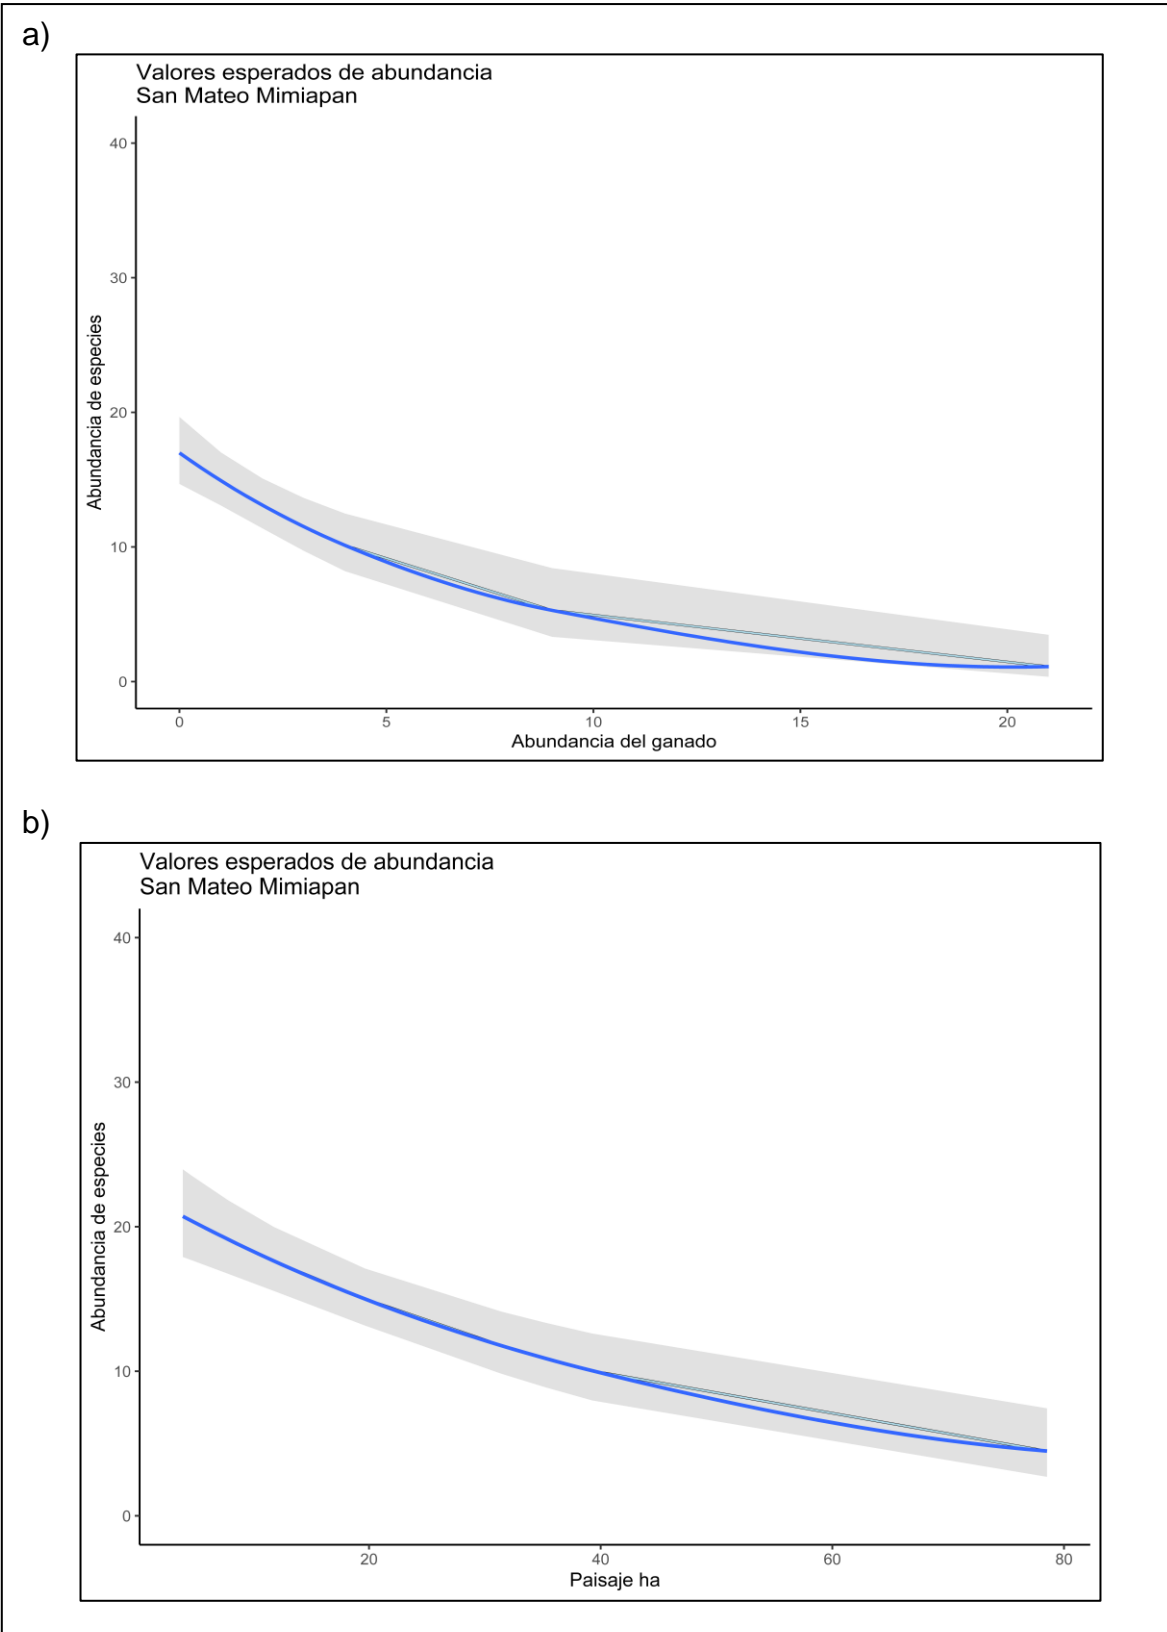 a)
Valores esperados de abundancia
San Mateo Mimiapan
40
30
20
10
0
Abundancia de especies
0 5 10 15 20
Abundancia del ganado
b)
Valores esperados de abundancia
San Mateo Mimiapan
40
30
20
10
0
Abundancia de especies
20 40 60 80
Paisaje ha